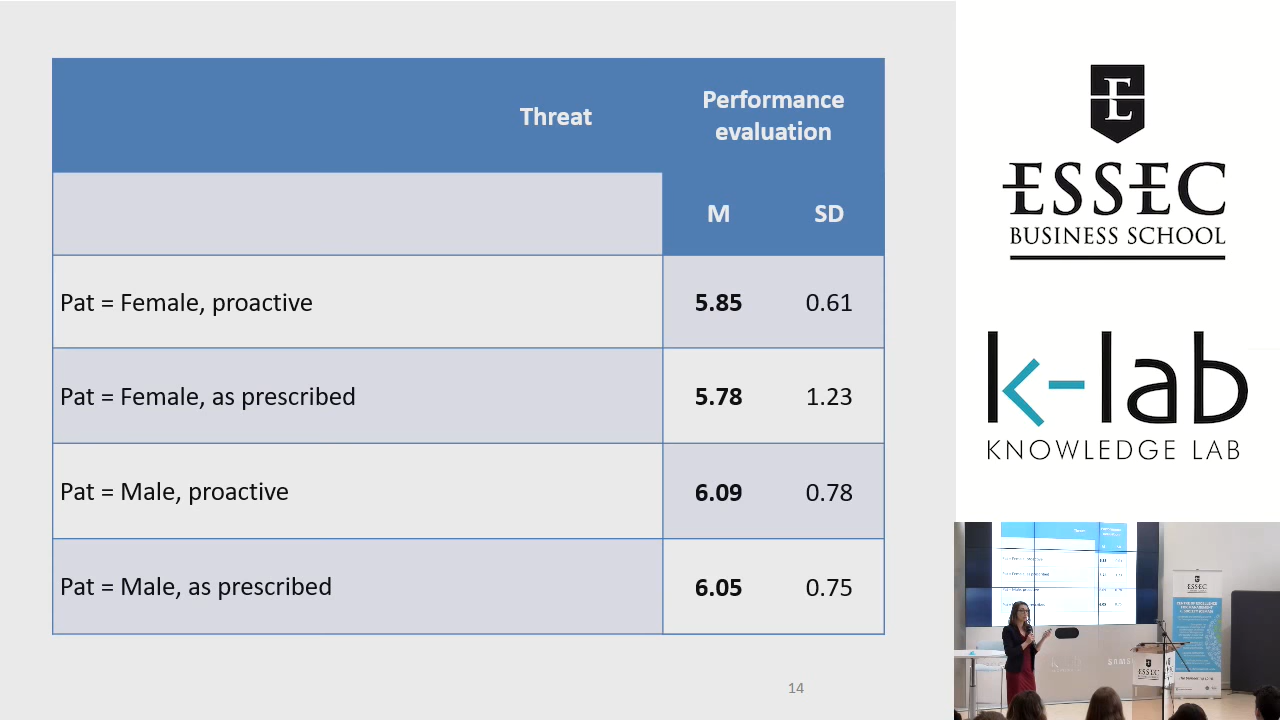 Threat
Performance
evaluation
M SD
Pat = Female, proactive 5.85 0.61
Pat = Female, as prescribed 5.78 1.23
Pat = Male, proactive 6.09 0.78
Pat = Male, as prescribed 6.05 0.75
14
E
ESSEC
BUSINESS SCHOOL
k-lab
KNOWLEDGE LAB
k-lab
ESSEC